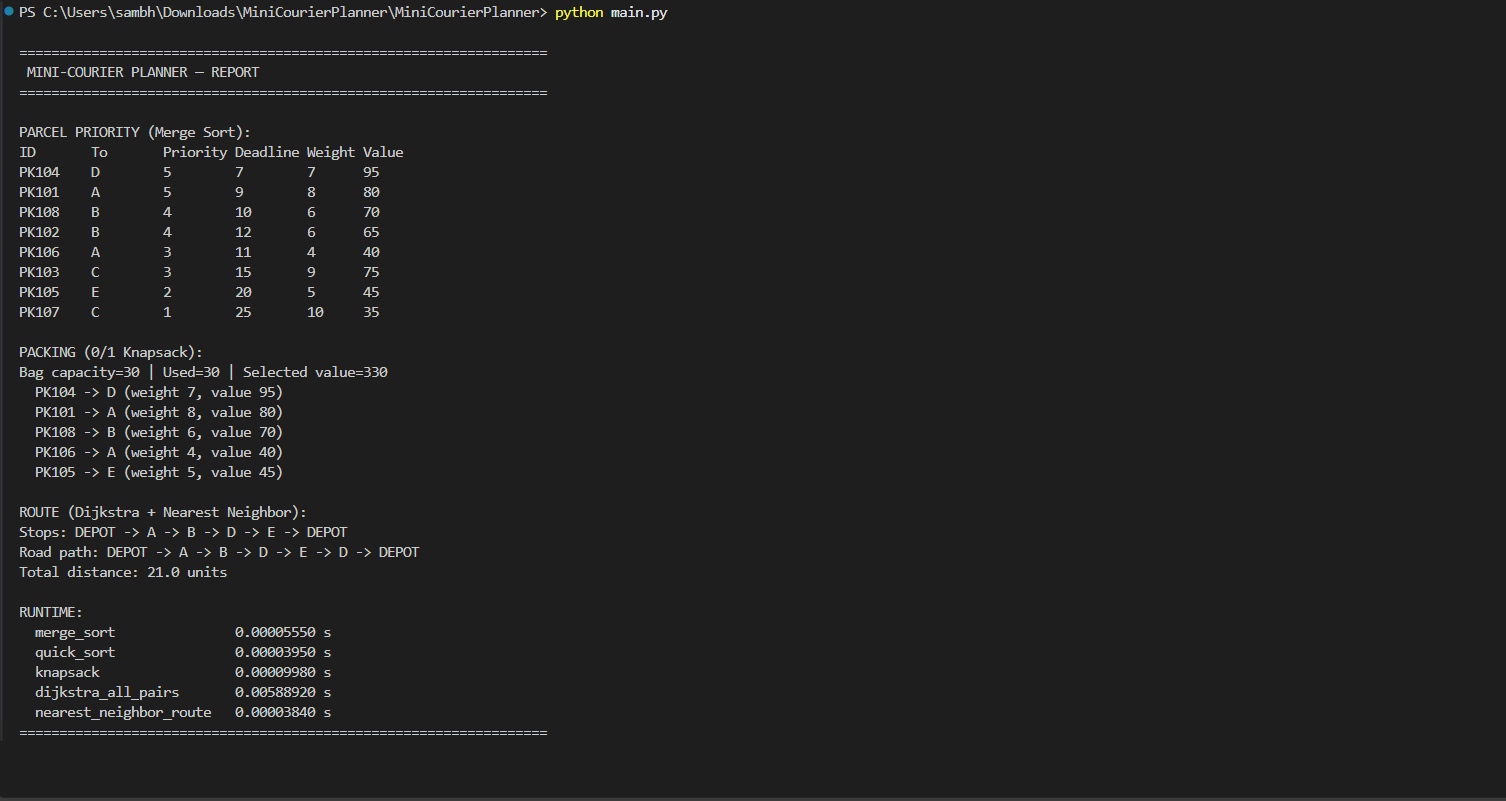 PS C:\Users\sambh\Downloads\MiniCourierPlanner\MiniCourierPlanner> python main.py
==================================================================
MINI-COURIER PLANNER — REPORT
==================================================================
PARCEL PRIORITY (Merge Sort):
ID To Priority Deadline Weight Value
PK104 D 5 7 7 95
PK101 A 5 9 8 80
PK108 B 4 10 6 70
PK102 B 4 12 6 65
PK106 A 3 11 4 40
PK103 C 3 15 9 75
PK105 E 2 20 5 45
PK107 C 1 25 10 35
PACKING (0/1 Knapsack):
Bag capacity=30 | Used=30 | Selected value=330
PK104 -> D (weight 7, value 95)
PK101 -> A (weight 8, value 80)
PK108 -> B (weight 6, value 70)
PK106 -> A (weight 4, value 40)
PK105 -> E (weight 5, value 45)
ROUTE (Dijkstra + Nearest Neighbor):
Stops: DEPOT -> A -> B -> D -> E -> DEPOT
Road path: DEPOT -> A -> B -> D -> E -> D -> DEPOT
Total distance: 21.0 units
RUNTIME:
merge_sort 0.00005550 s
quick_sort 0.00003950 s
knapsack 0.00009980 s
dijkstra_all_pairs 0.00588920 s
nearest_neighbor_route 0.00003840 s
==================================================================